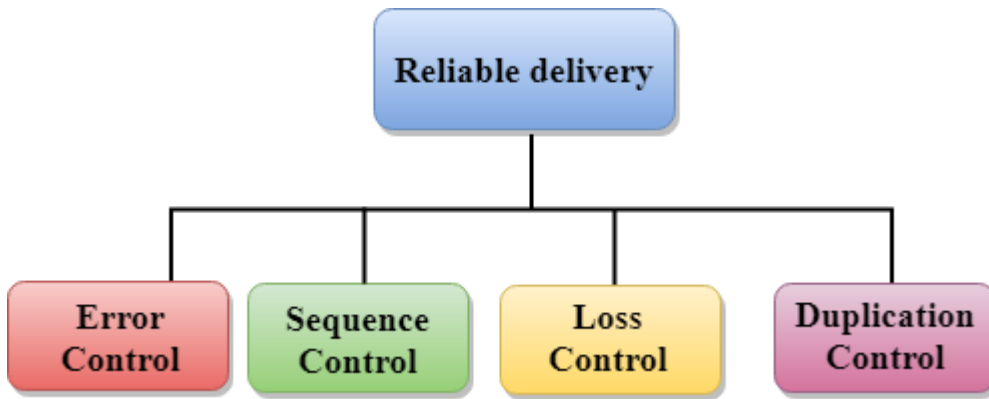 Reliable delivery
Error
Control
Sequence
Control
Loss
Control
Duplication
Control